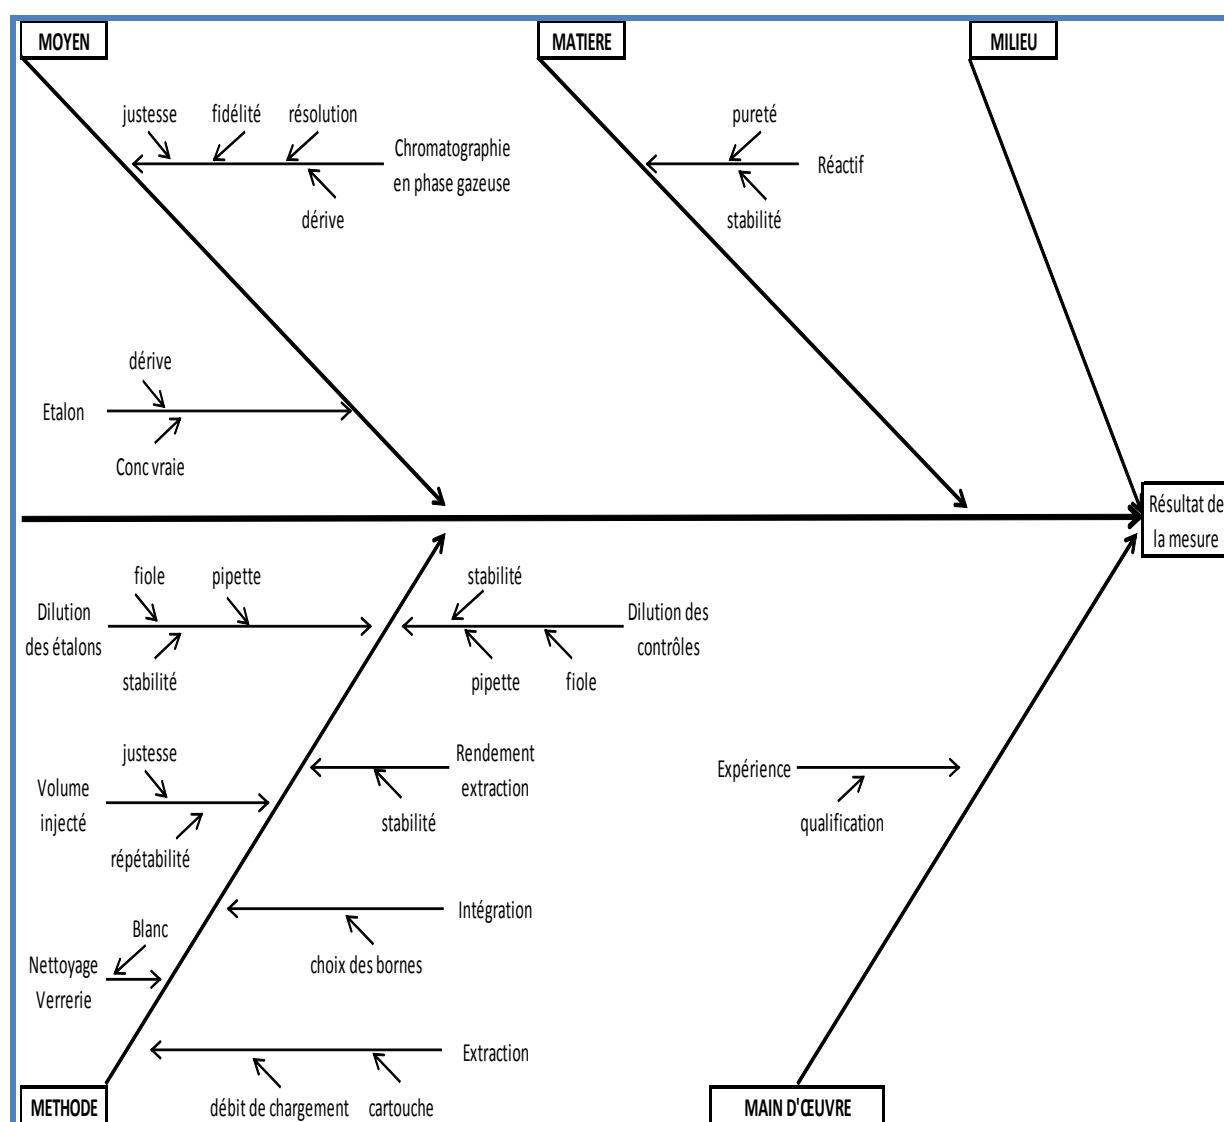 MOYEN
MATIERE
MILIEU
justesse
fidélité
résolution
Chromatographie
en phase gazeuse
dérive
pureté
Réactif
stabilité
dérive
Etalon
Conc vraie
Résultat de
la mesure
fiole
pipette
Dilution
des étalons
stabilité
stabilité
Dilution des
contrôles
pipette
fiole
justesse
Volume
injecté
répétabilité
Rendement
extraction
stabilité
Expérience
qualification
Intégration
choix des bornes
Blanc
Nettoyage
Verrerie
Extraction
débit de chargement
cartouche
METHODE
MAIN D'ŒUVRE